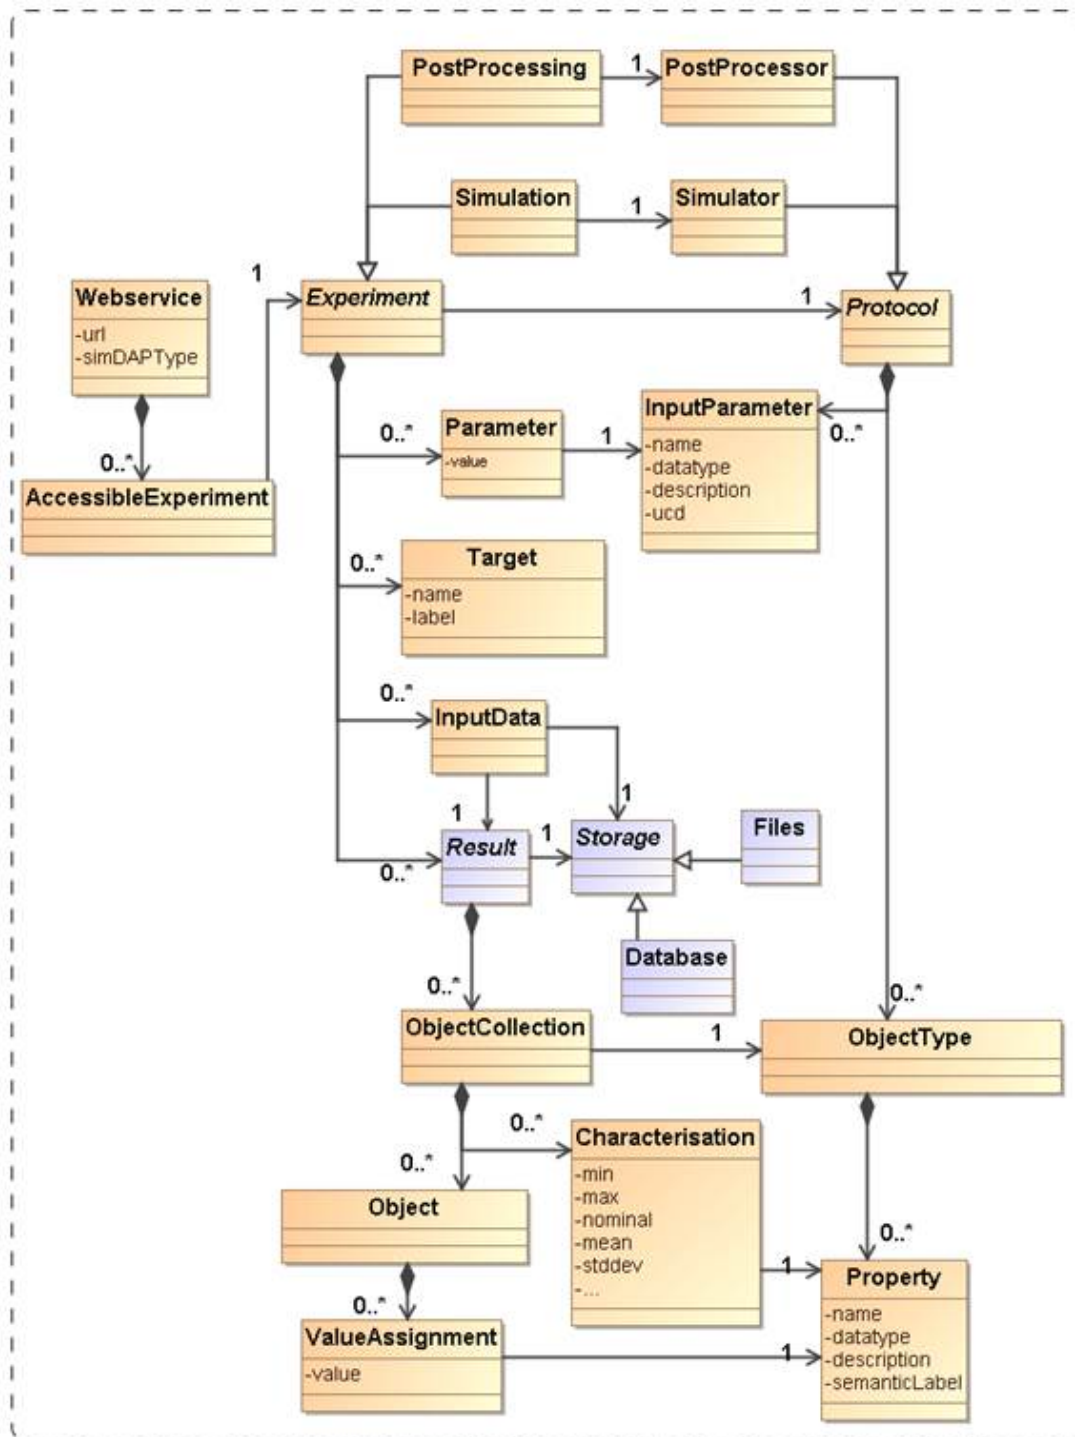 PostProcessing
1
PostProcessor
Simulation
1
Simulator
Webservice
-url
-simDAPType
1
Experiment
1
Protocol
0..*
AccessibleExperiment
0..*
Parameter
-value
1
InputParameter
-name
-datatype
-description
-ucd
0..*
0..*
Target
-name
-label
0..*
InputData
1
1
Result
0..*
1
Storage
Files
Database
0..*
ObjectCollection
1
0..*
ObjectType
0..*
Characterisation
-min
-max
-nominal
-mean
-stddev
-...
0..*
Object
0..*
1
Property
-name
-datatype
-description
-semanticLabel
0..*
ValueAssignment
-value
1